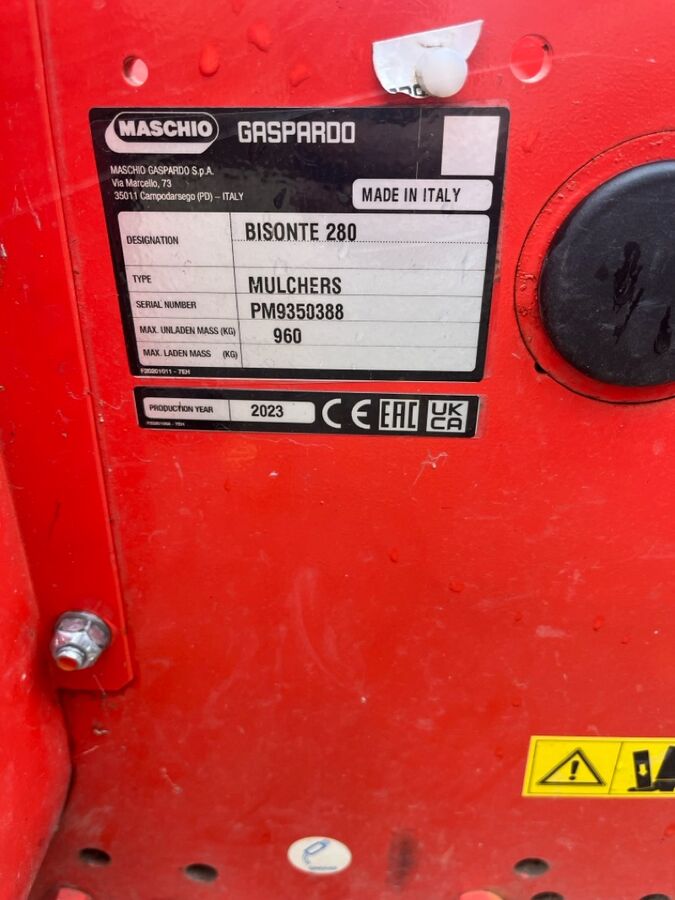 MASCHIO GASPARDO
MASCHIO GASPARDO S.p.A.
Via Marcello, 73
35011 Campodarsego (PD) – ITALY
MADE IN ITALY
DESIGNATION BISONTE 280
TYPE MULCHERS
SERIAL NUMBER PM9350388
MAX. UNLADEN MASS (KG) 960
MAX. LADEN MASS (KG)
F20201011 - 7EH
PRODUCTION YEAR 2023 CE EAC UK CA